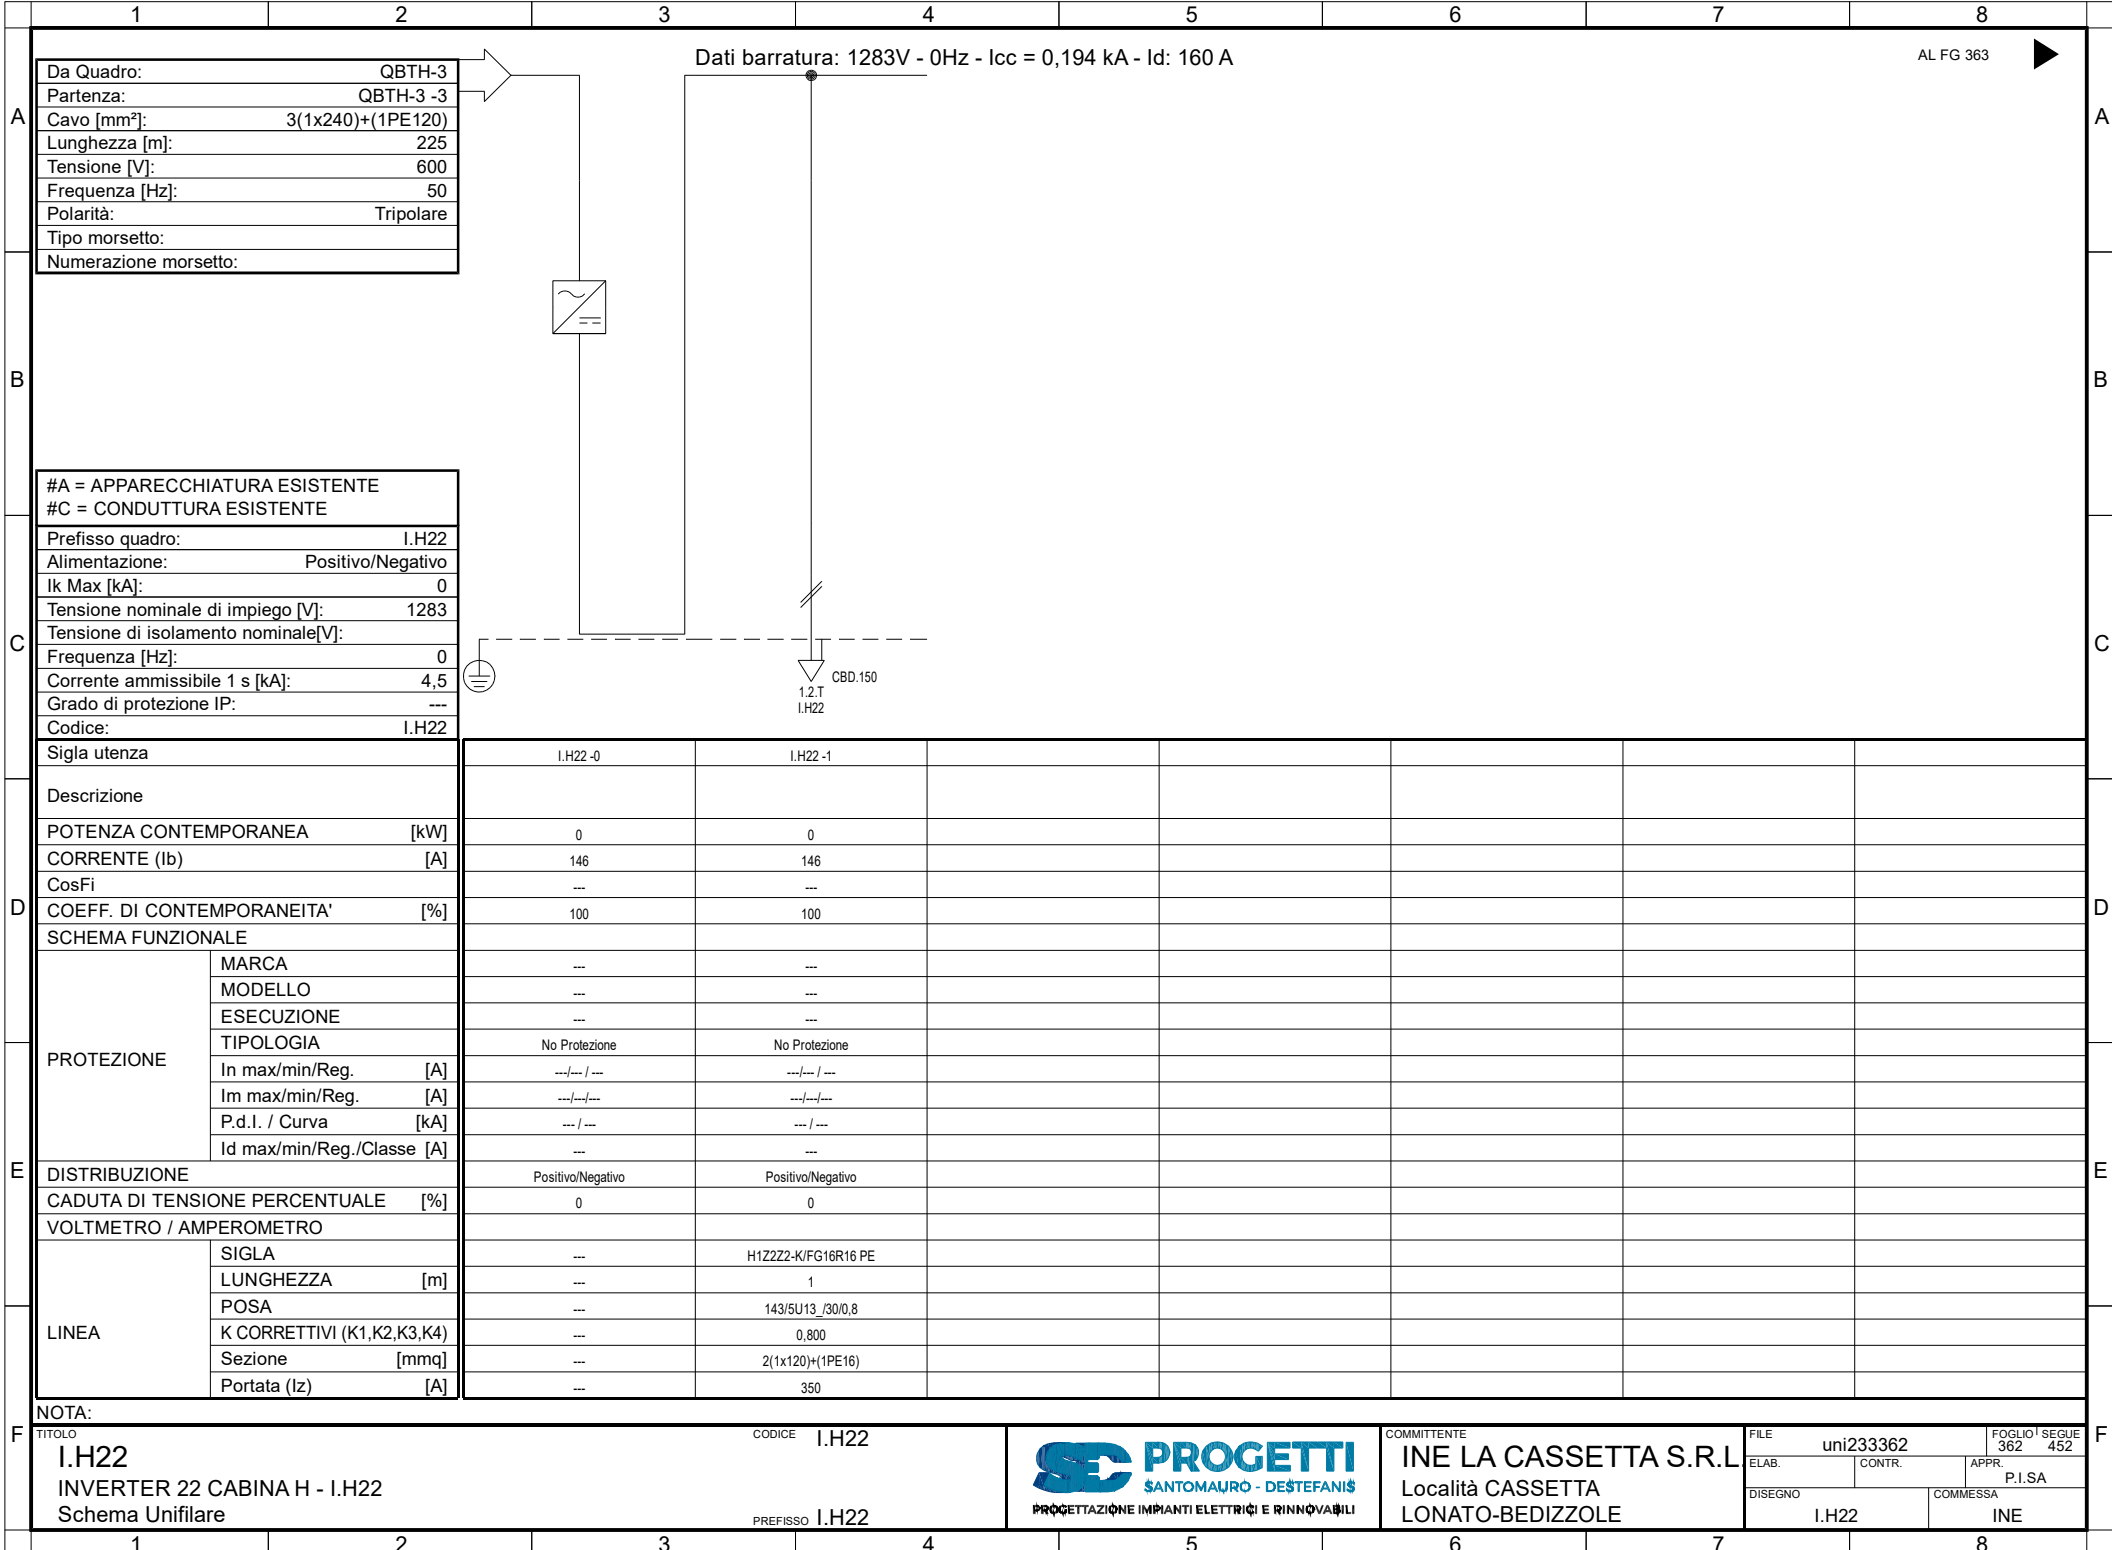 1 2 3 4 5 6 7 8
Dati barratura: 1283V - 0Hz - Icc = 0,194 kA - Id: 160 A
AL FG 363
Da Quadro: QBTH-3
Partenza: QBTH-3 -3
Cavo [mm²]: 3(1x240)+(1PE120)
Lunghezza [m]: 225
Tensione [V]: 600
Frequenza [Hz]: 50
Polarità: Tripolare
Tipo morsetto:
Numerazione morsetto:
A A
B B
#A = APPARECCHIATURA ESISTENTE
#C = CONDUTTURA ESISTENTE
Prefisso quadro: I.H22
Alimentazione: Positivo/Negativo
Ik Max [kA]: 0
Tensione nominale di impiego [V]: 1283
Tensione di isolamento nominale[V]:
Frequenza [Hz]: 0
Corrente ammissibile 1 s [kA]: 4,5
Grado di protezione IP: ---
Codice: I.H22
C C
CBD.150
1.2.T
I.H22
Sigla utenza I.H22 -0 I.H22 -1
Descrizione
POTENZA CONTEMPORANEA [kW] 0 0
CORRENTE (Ib) [A] 146 146
CosFi --- ---
D COEFF. DI CONTEMPORANEITA' [%] 100 100 D
SCHEMA FUNZIONALE
PROTEZIONE
MARCA --- ---
MODELLO --- ---
ESECUZIONE --- ---
TIPOLOGIA No Protezione No Protezione
In max/min/Reg. [A] ---/--- / --- ---/--- / ---
Im max/min/Reg. [A] ---/---/--- ---/---/---
P.d.I. / Curva [kA] --- / --- --- / ---
Id max/min/Reg./Classe [A] --- ---
E DISTRIBUZIONE Positivo/Negativo Positivo/Negativo E
CADUTA DI TENSIONE PERCENTUALE [%] 0 0
VOLTMETRO / AMPEROMETRO
LINEA
SIGLA --- H1Z2Z2-K/FG16R16 PE
LUNGHEZZA [m] --- 1
POSA --- 143/5U13_/30/0,8
K CORRETTIVI (K1,K2,K3,K4) --- 0,800
Sezione [mmq] --- 2(1x120)+(1PE16)
Portata (Iz) [A] --- 350
NOTA:
F F
TITOLO
I.H22
INVERTER 22 CABINA H - I.H22
Schema Unifilare
CODICE I.H22
PREFISSO I.H22
SD PROGETTI
SANTOMAURO - DESTEFANIS
PROGETTAZIONE IMPIANTI ELETTRICI E RINNOVABILI
COMMITTENTE
INE LA CASSETTA S.R.L.
Località CASSETTA
LONATO-BEDIZZOLE
FILE uni233362
FOGLIO 362 SEGUE 452
ELAB. CONTR. APPR. P.I.SA
DISEGNO I.H22
COMMESSA INE
1 2 3 4 5 6 7 8